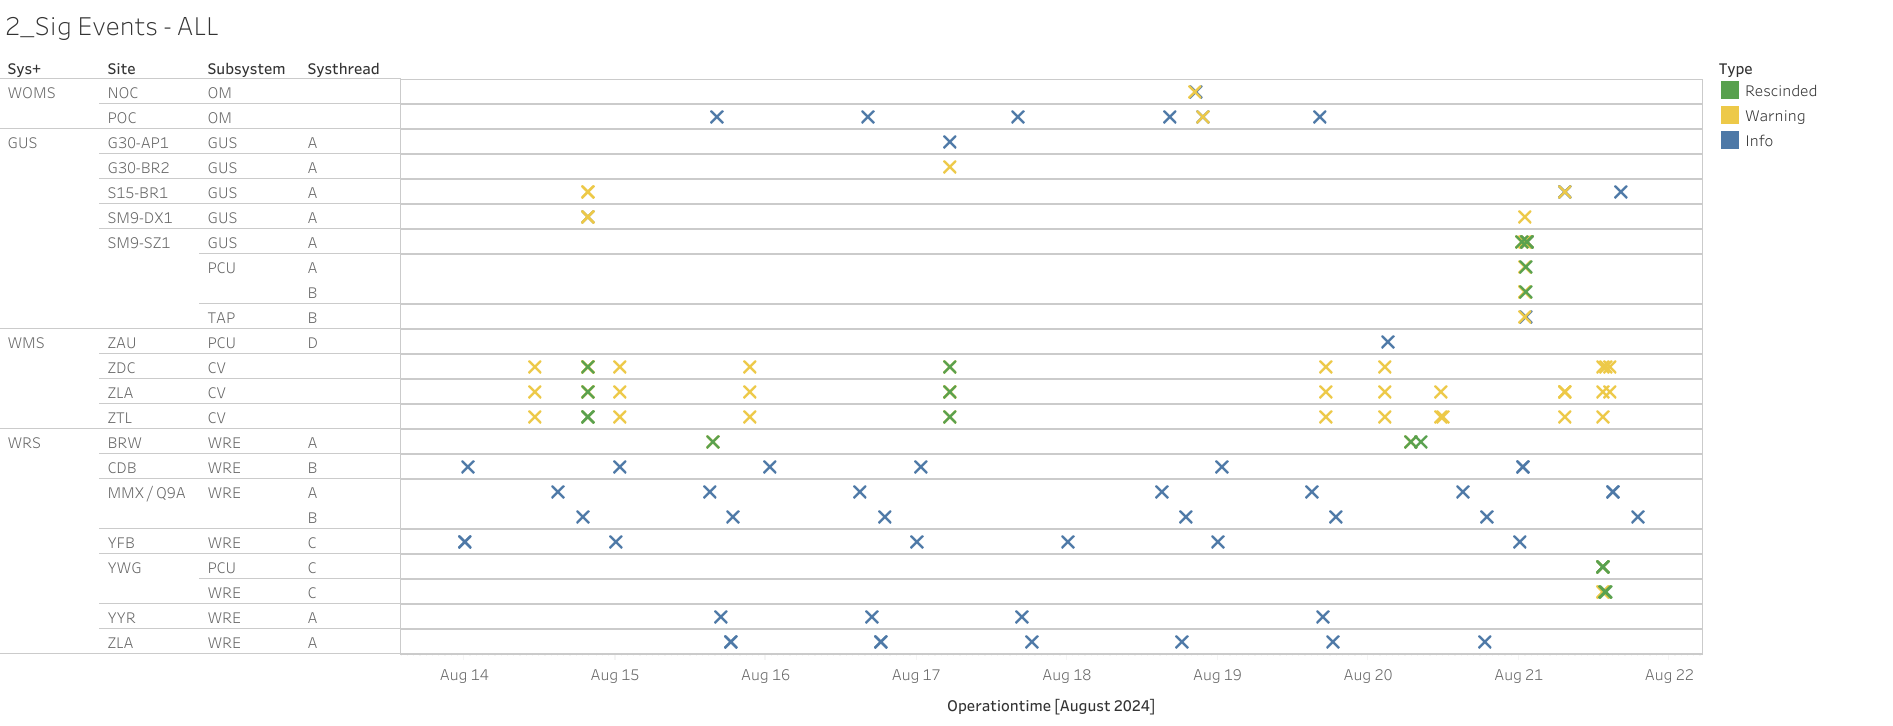 2_Sig Events - ALL
Sys+ Site Subsystem Systhread
Type
WOMS NOC OM
Rescinded
POC OM
Warning
GUS G30-AP1 GUS A
Info
G30-BR2 GUS A
S15-BR1 GUS A
SM9-DX1 GUS A
SM9-SZ1 GUS A
PCU A
B
TAP B
WMS ZAU PCU D
ZDC CV
ZLA CV
ZTL CV
WRS BRW WRE A
CDB WRE B
MMX / Q9A WRE A
B
YFB WRE C
YWG PCU C
WRE C
YYR WRE A
ZLA WRE A
Aug 14 Aug 15 Aug 16 Aug 17 Aug 18 Aug 19 Aug 20 Aug 21 Aug 22
Operationtime [August 2024]